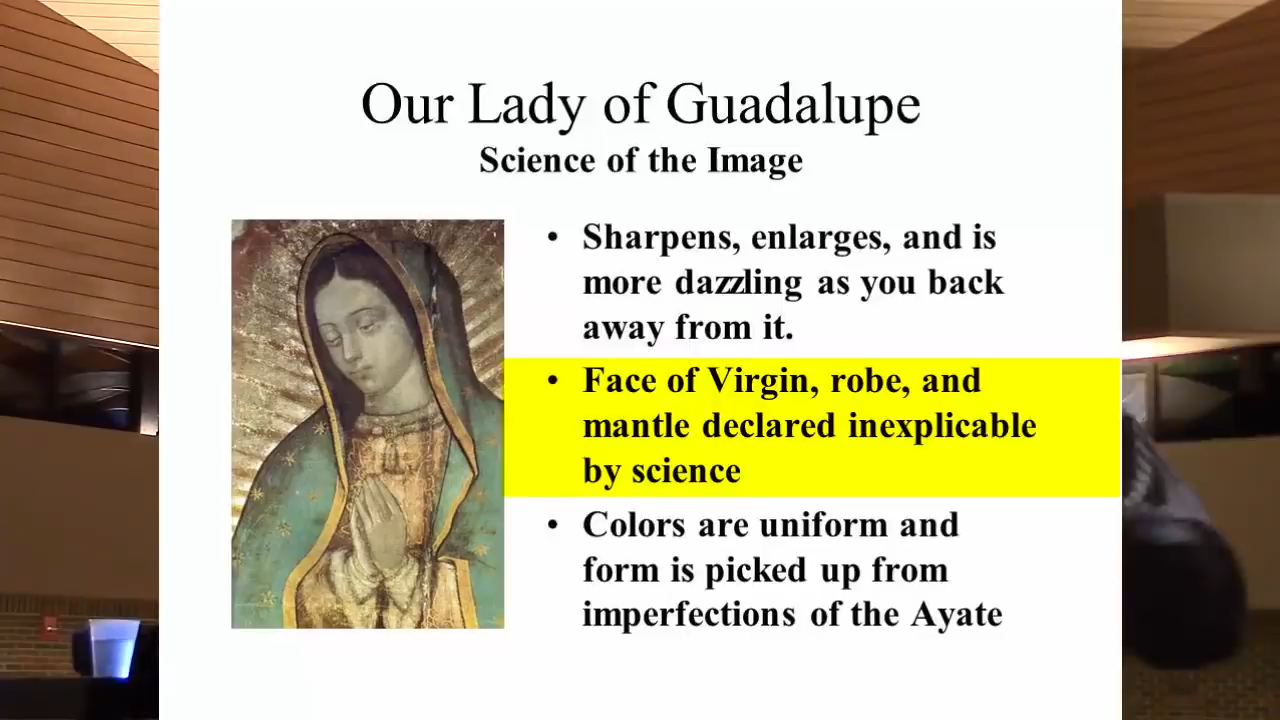 Our Lady of Guadalupe
Science of the Image
• Sharpens, enlarges, and is
more dazzling as you back
away from it.
• Face of Virgin, robe, and
mantle declared inexplicable
by science
• Colors are uniform and
form is picked up from
imperfections of the Ayate